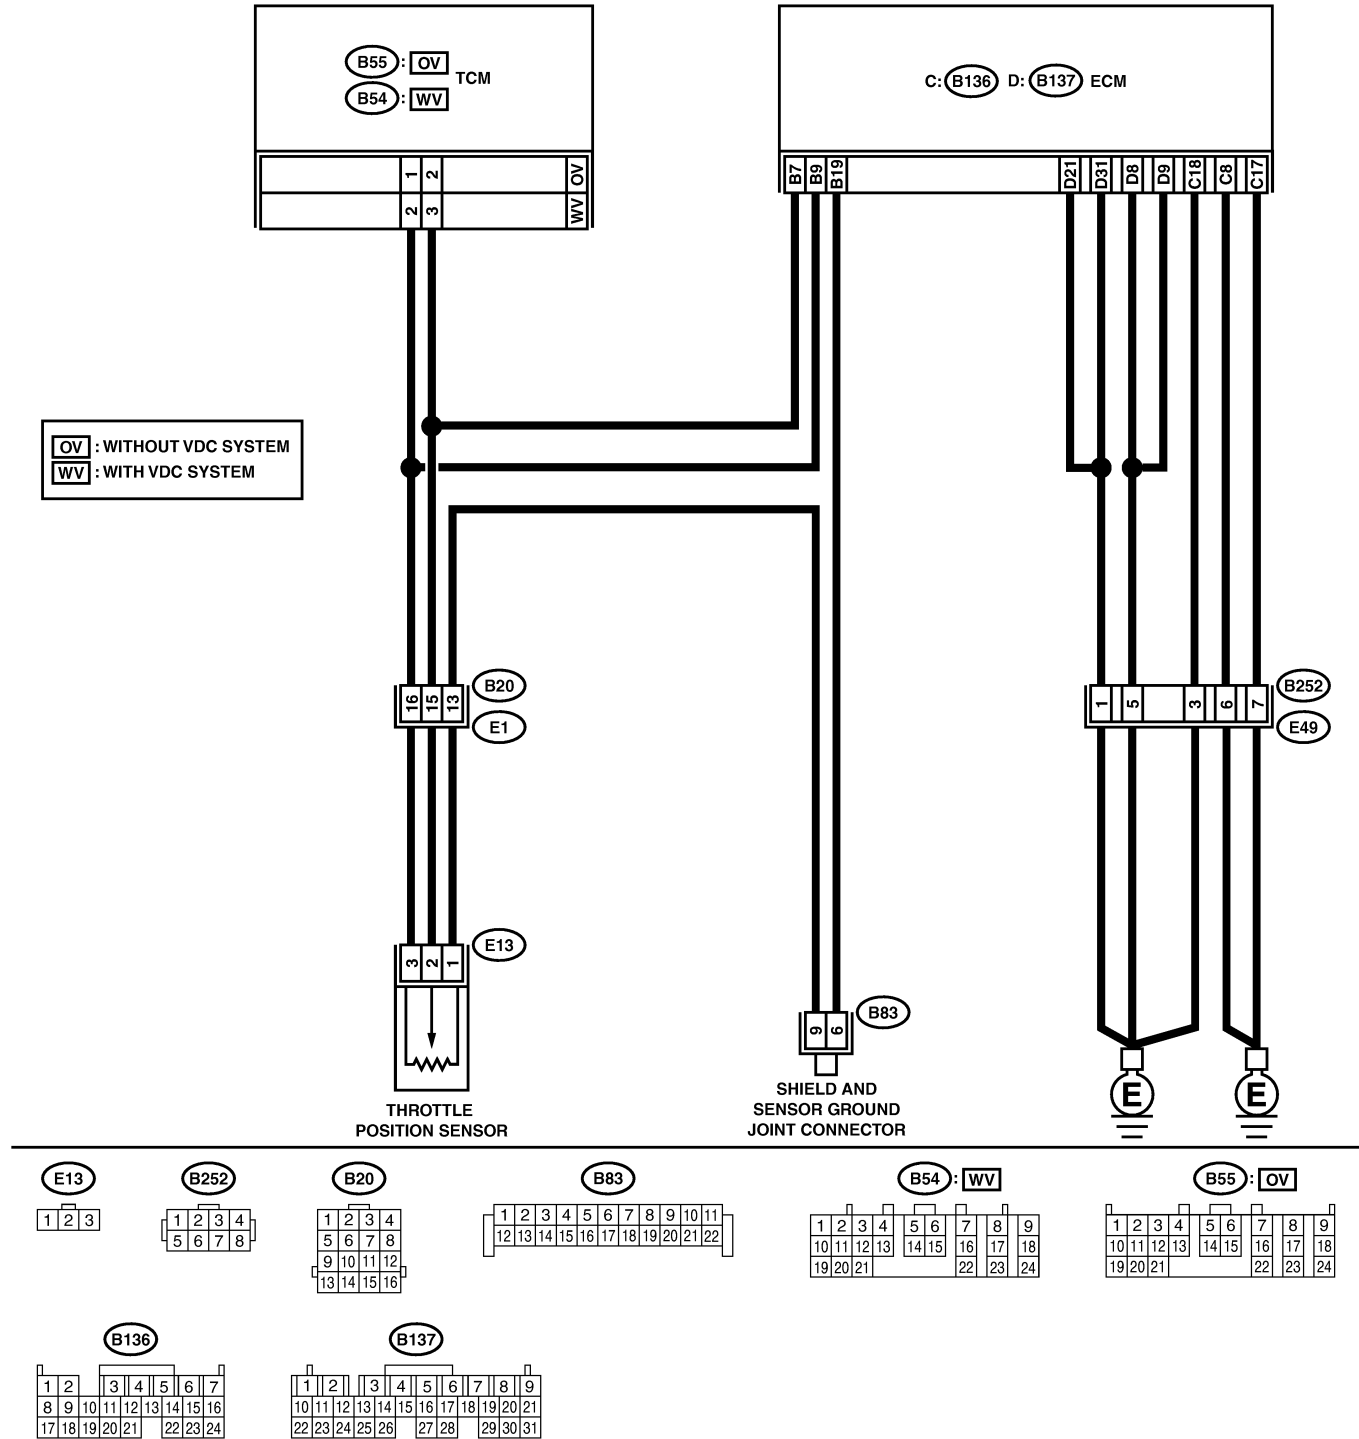 B55 : OV
TCM
B54 : WV
C: B136 D: B137 ECM
1 2 OV
2 3 WV
B7 B9 B19 D21 D31 D8 D9 C18 C8 C17
OV : WITHOUT VDC SYSTEM
WV : WITH VDC SYSTEM
16 15 13
B20
E1
1 5 3 6 7
B252
E49
3 2 1
E13
THROTTLE
POSITION SENSOR
9 6
B83
SHIELD AND
SENSOR GROUND
JOINT CONNECTOR
E E
E13
1 2 3
B252
1 2 3 4
5 6 7 8
B20
1 2 3 4
5 6 7 8
9 10 11 12
13 14 15 16
B83
1 2 3 4 5 6 7 8 9 10 11
12 13 14 15 16 17 18 19 20 21 22
B54 : WV
1 2 3 4 5 6 7 8 9
10 11 12 13 14 15 16 17 18
19 20 21 22 23 24
B55 : OV
1 2 3 4 5 6 7 8 9
10 11 12 13 14 15 16 17 18
19 20 21 22 23 24
B136
1 2 3 4 5 6 7
8 9 10 11 12 13 14 15 16
17 18 19 20 21 22 23 24
B137
1 2 3 4 5 6 7 8 9
10 11 12 13 14 15 16 17 18 19 20 21
22 23 24 25 26 27 28 29 30 31